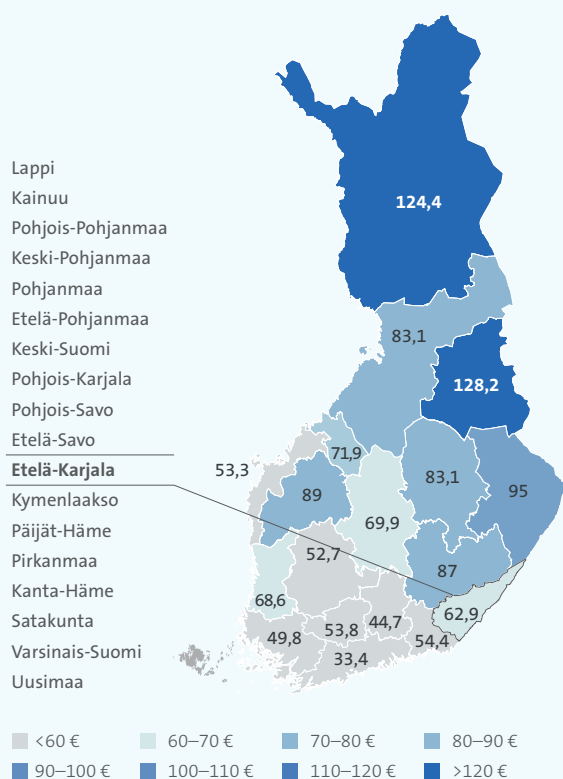 Lappi
Kainuu
Pohjois-Pohjanmaa
Keski-Pohjanmaa
Pohjanmaa
Etelä-Pohjanmaa
Keski-Suomi
Pohjois-Karjala
Pohjois-Savo
Etelä-Savo
Etelä-Karjala
Kymenlaakso
Päijät-Häme
Pirkanmaa
Kanta-Häme
Satakunta
Varsinais-Suomi
Uusimaa
124,4
83,1
128,2
71,9
53,3
83,1
95
89
69,9
52,7
87
68,6
62,9
44,7
53,8
49,8
54,4
33,4
<60 € 60–70 € 70–80 € 80–90 €
90–100 € 100–110 € 110–120 € >120 €